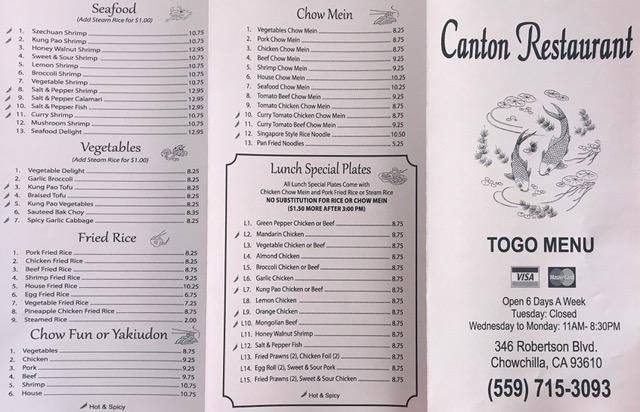 Seafood
(Add Steam Rice for $1.00)
1. Szechuan Shrimp 10.75
2. Kung Pao Shrimp 10.75
3. Honey Walnut Shrimp 12.95
4. Sweet & Sour Shrimp 10.75
5. Lemon Shrimp 10.75
6. Broccoli Shrimp 10.75
7. Vegetable Shrimp 10.75
8. Salt & Pepper Shrimp 12.95
9. Salt & Pepper Calamari 12.95
10. Salt & Pepper Fish 12.95
11. Curry Shrimp 10.75
12. Mushroom Shrimp 10.75
13. Seafood Delight 12.95
Vegetables
(Add Steam Rice for $1.00)
1. Vegetable Delight 8.25
2. Garlic Broccoli 8.25
3. Kung Pao Tofu 8.25
4. Braised Tofu 8.25
5. Kung Pao Vegetables 8.25
6. Sauteed Bak Choy 8.35
7. Spicy Garlic Cabbage 8.25
Fried Rice
1. Pork Fried Rice 8.25
2. Chicken Fried Rice 8.25
3. Beef Fried Rice 8.75
4. Shrimp Fried Rice 9.25
5. House Fried Rice 10.25
6. Egg Fried Rice 6.75
7. Vegetables Fried Rice 7.25
8. Pineapple Chicken Fried Rice 8.75
9. Steamed Rice 2.00
Chow Fun or Yakiudon
1. Vegetables 8.75
2. Chicken 9.25
3. Pork 9.25
4. Beef 9.75
5. Shrimp 10.75
6. House 10.75
Hot & Spicy
Chow Mein
1. Vegetables Chow Mein 8.25
2. Pork Chow Mein 8.75
3. Chicken Chow Mein 8.75
4. Beef Chow Mein 9.25
5. Shrimp Chow Mein 9.25
6. House Chow Mein 10.25
7. Seafood Chow Mein 10.25
8. Tomato Beef Chow Mein 9.25
9. Tomato Chicken Chow Mein 8.75
10. Curry Tomato Chicken Chow Mein 8.75
11. Curry Tomato Beef Chow Mein 9.25
12. Singapore Style Rice Noodle 10.50
13. Pan Fried Noodles 5.25
Lunch Special Plates
All Lunch Special Plates Come with
Chicken Chow Mein and Pork Fried Rice or Steam Rice
NO SUBSTITUTION FOR RICE OR CHOW MEIN
($1.50 MORE AFTER 3:00 PM)
L1. Green Pepper Chicken or Beef 8.75
L2. Mandarin Chicken 8.75
L3. Vegetable Chicken or Beef 8.75
L4. Almond Chicken 8.75
L5. Broccoli Chicken or Beef 8.75
L6. Garlic Chicken 8.75
L7. Kung Pao Chicken or Beef 8.75
L8. Lemon Chicken 8.75
L9. Orange Chicken 8.75
L10. Mongolian Beef 8.75
L11. Honey Walnut Shrimp 8.75
L12. Salt & Pepper Fish 8.75
L13. Fried Prawns (2), Chicken Foil (2) 8.75
L14. Egg Roll (2), Sweet & Sour Pork 8.75
L15. Fried Prawns (2), Sweet & Sour Chicken 8.75
Hot & Spicy
Canton Restaurant
TOGO MENU
VISA MasterCard
Open 6 Days A Week
Tuesday: Closed
Wednesday to Monday: 11AM- 8:30PM
346 Robertson Blvd.
Chowchilla, CA 93610
(559) 715-3093